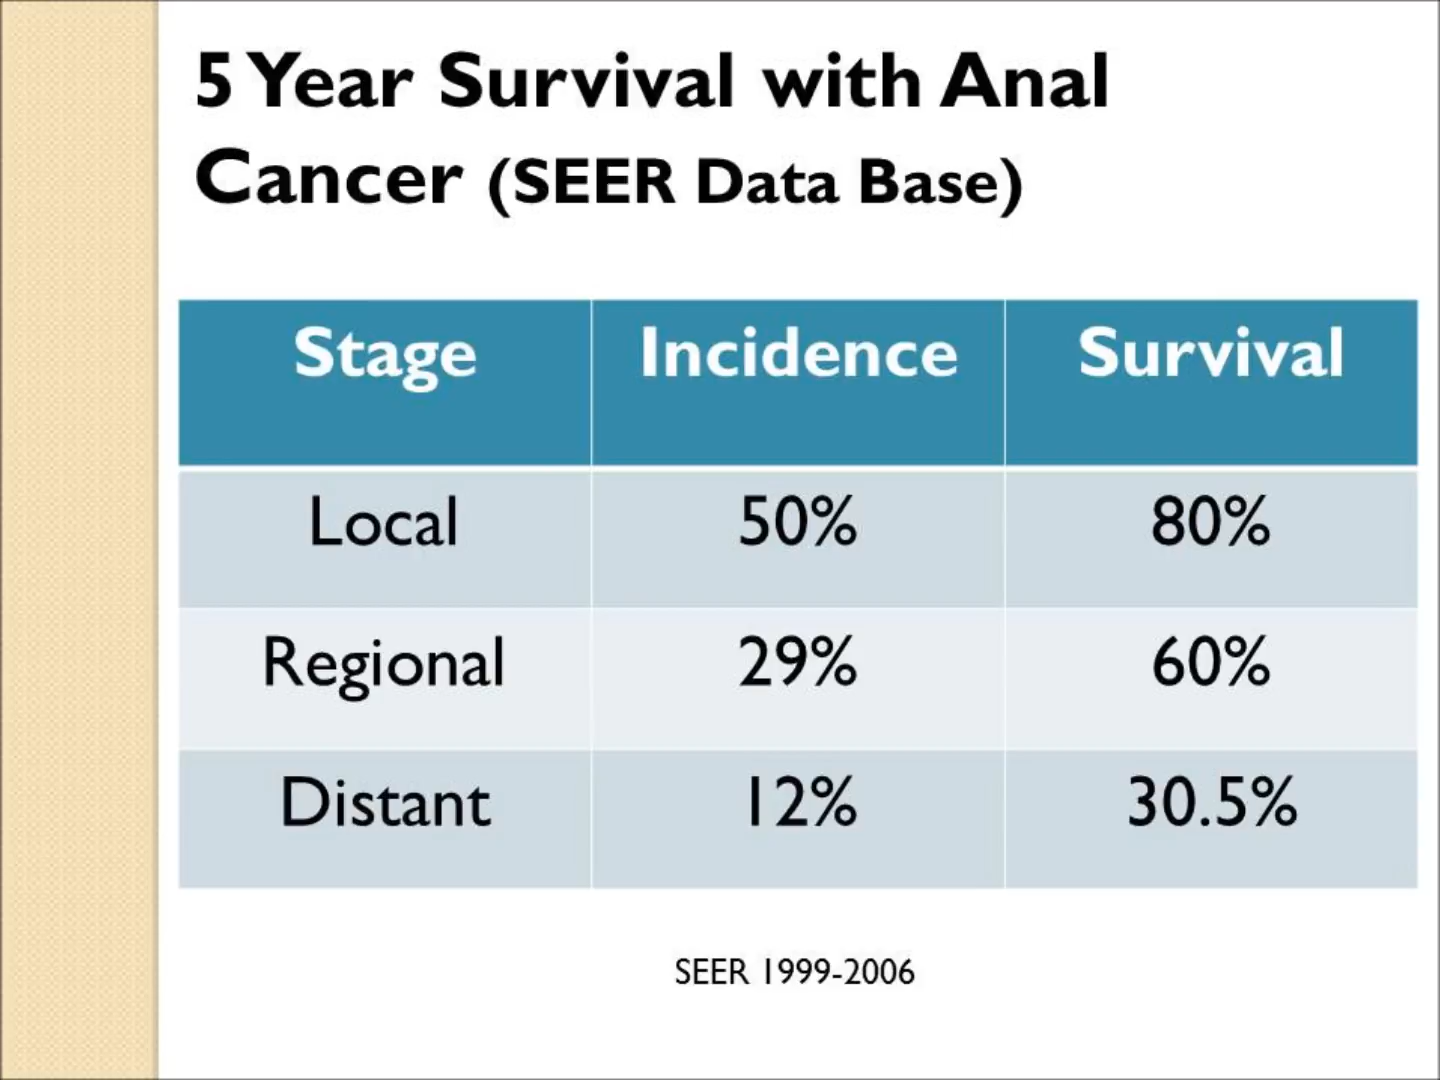 5 Year Survival with Anal
Cancer (SEER Data Base)
Stage Incidence Survival
Local 50% 80%
Regional 29% 60%
Distant 12% 30.5%
SEER 1999-2006